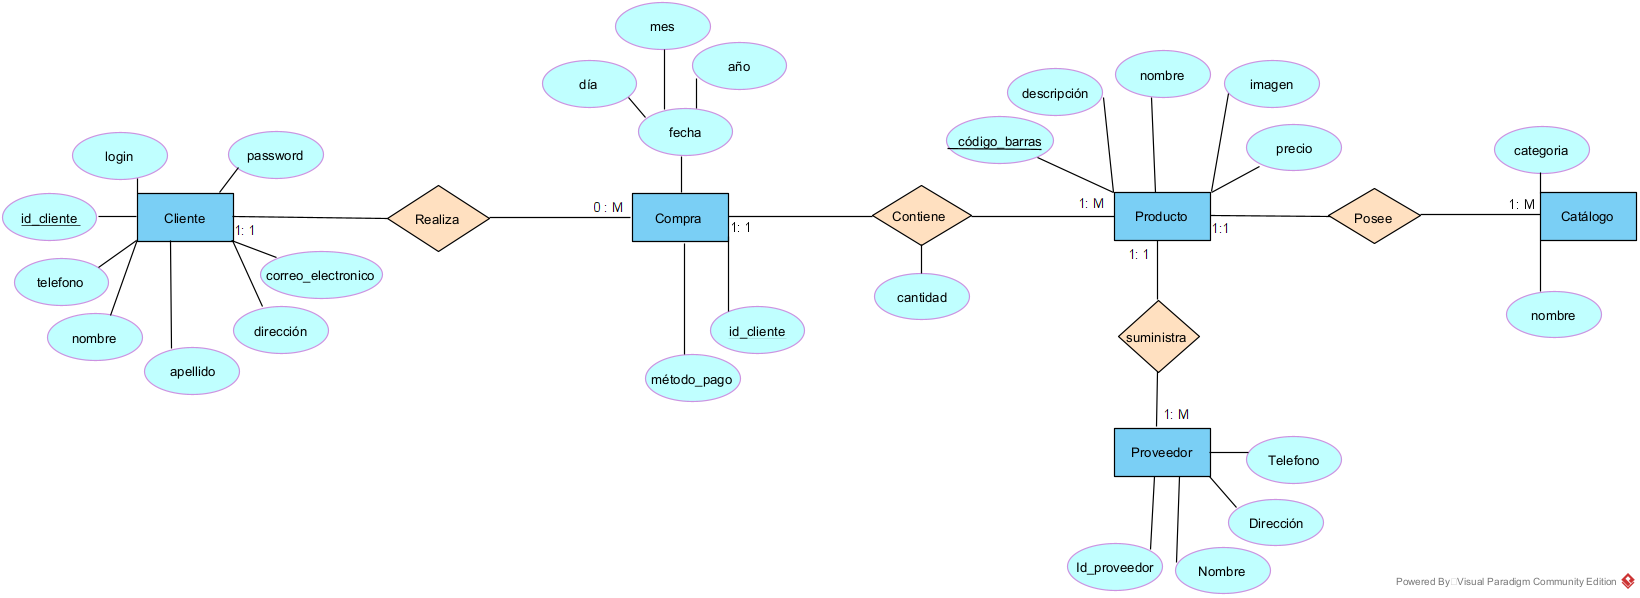 mes
año
día
fecha
nombre
imagen
descripción
código_barras
precio
login
password
categoria
id_cliente
Cliente
Realiza
0 : M
Compra
Contiene
1: M
Producto
Posee
1: M
Catálogo
1: 1
1: 1
1:1
1: 1
telefono
correo_electronico
cantidad
nombre
dirección
id_cliente
suministra
nombre
apellido
método_pago
1: M
Proveedor
Telefono
Dirección
Id_proveedor
Nombre
Powered By Visual Paradigm Community Edition